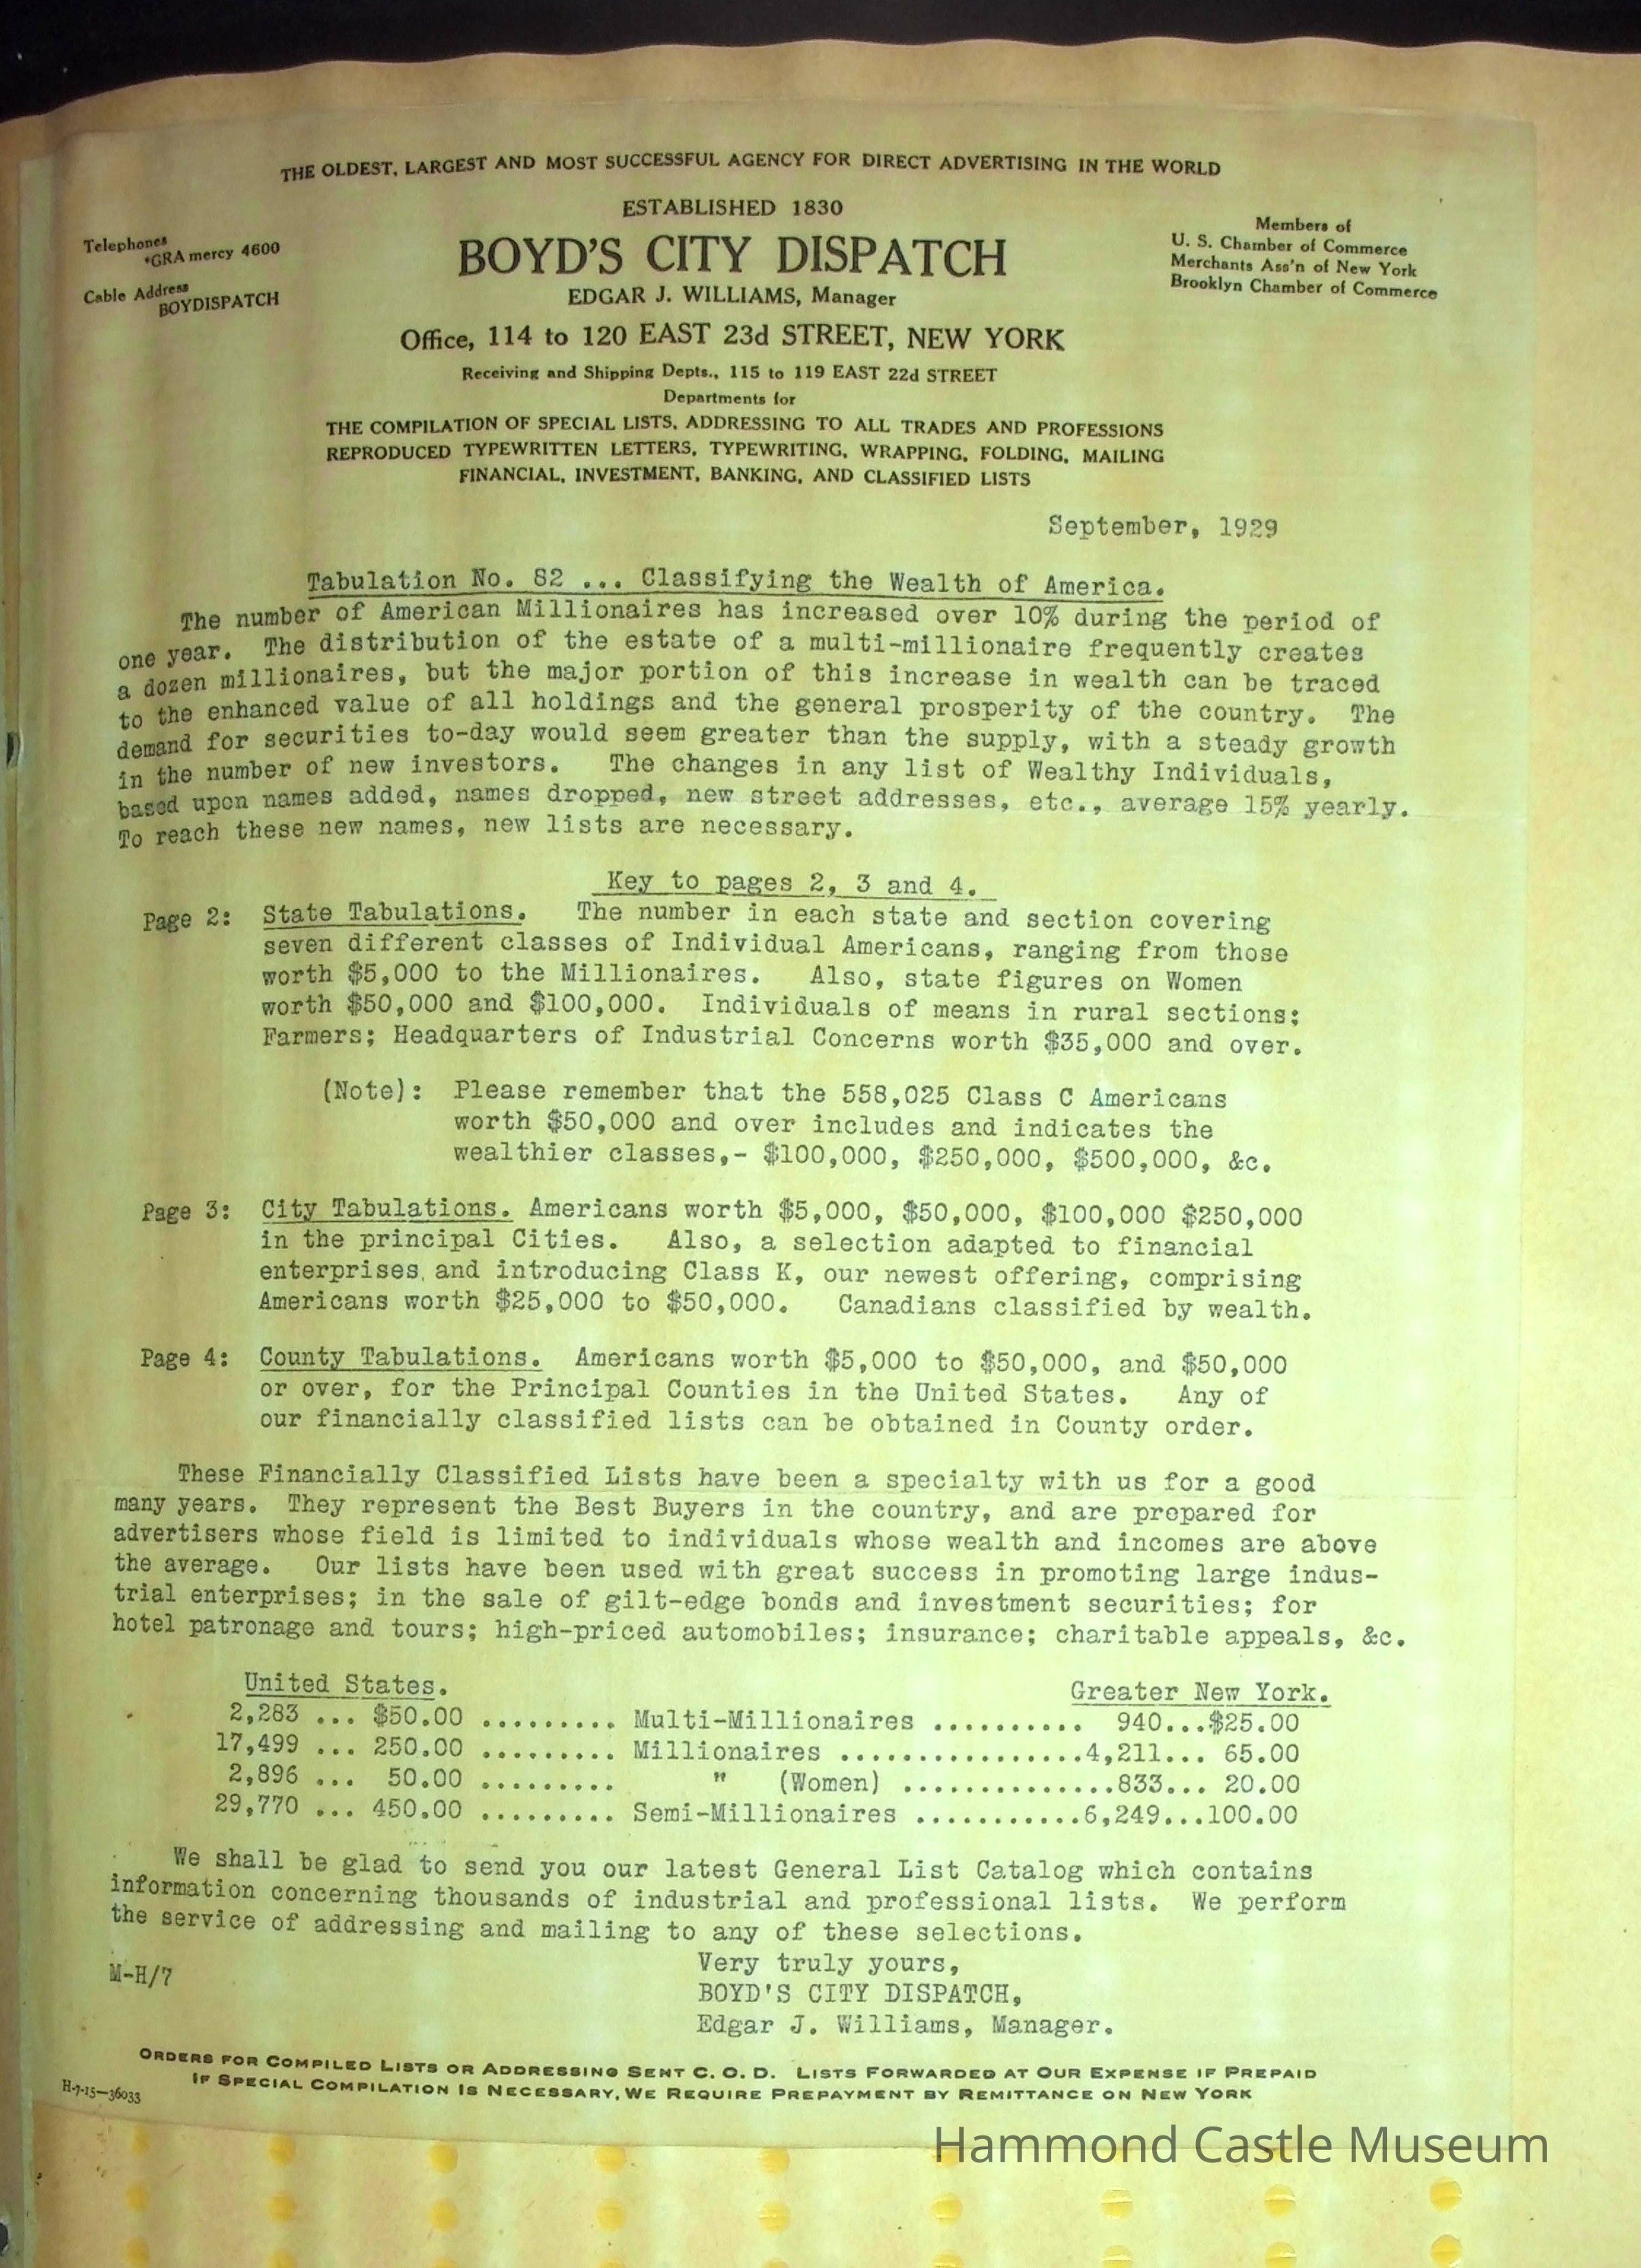 THE OLDEST, LARGEST AND MOST SUCCESSFUL AGENCY FOR DIRECT ADVERTISING IN THE WORLD
ESTABLISHED 1830
Telephones
*GRA mercy 4600
Cable Address
BOYDISPATCH
BOYD'S CITY DISPATCH
EDGAR J. WILLIAMS, Manager
Members of
U. S. Chamber of Commerce
Merchants Ass'n of New York
Brooklyn Chamber of Commerce
Office, 114 to 120 EAST 23d STREET, NEW YORK
Receiving and Shipping Depts., 115 to 119 EAST 22d STREET
Departments for
THE COMPILATION OF SPECIAL LISTS, ADDRESSING TO ALL TRADES AND PROFESSIONS
REPRODUCED TYPEWRITTEN LETTERS, TYPEWRITING, WRAPPING, FOLDING, MAILING
FINANCIAL, INVESTMENT, BANKING, AND CLASSIFIED LISTS
September, 1929
Tabulation No. 82 ... Classifying the Wealth of America.
The number of American Millionaires has increased over 10% during the period of
one year. The distribution of the estate of a multi-millionaire frequently creates
a dozen millionaires, but the major portion of this increase in wealth can be traced
to the enhanced value of all holdings and the general prosperity of the country. The
demand for securities to-day would seem greater than the supply, with a steady growth
in the number of new investors. The changes in any list of Wealthy Individuals,
based upon names added, names dropped, new street addresses, etc., average 15% yearly.
To reach these new names, new lists are necessary.
Key to pages 2, 3 and 4.
Page 2: State Tabulations. The number in each state and section covering
seven different classes of Individual Americans, ranging from those
worth $5,000 to the Millionaires. Also, state figures on Women
worth $50,000 and $100,000. Individuals of means in rural sections;
Farmers; Headquarters of Industrial Concerns worth $35,000 and over.
(Note): Please remember that the 558,025 Class C Americans
worth $50,000 and over includes and indicates the
wealthier classes,- $100,000, $250,000, $500,000, &c.
Page 3: City Tabulations. Americans worth $5,000, $50,000, $100,000 $250,000
in the principal Cities. Also, a selection adapted to financial
enterprises, and introducing Class K, our newest offering, comprising
Americans worth $25,000 to $50,000. Canadians classified by wealth.
Page 4: County Tabulations. Americans worth $5,000 to $50,000, and $50,000
or over, for the Principal Counties in the United States. Any of
our financially classified lists can be obtained in County order.
These Financially Classified Lists have been a specialty with us for a good
many years. They represent the Best Buyers in the country, and are prepared for
advertisers whose field is limited to individuals whose wealth and incomes are above
the average. Our lists have been used with great success in promoting large indus-
trial enterprises; in the sale of gilt-edge bonds and investment securities; for
hotel patronage and tours; high-priced automobiles; insurance; charitable appeals, &c.
United States. Greater New York.
2,283 ... $50.00 ......... Multi-Millionaires .......... 940...$25.00
17,499 ... 250.00 ......... Millionaires ................4,211... 65.00
2,896 ... 50.00 ......... " (Women) ..............833... 20.00
29,770 ... 450.00 ......... Semi-Millionaires ...........6,249...100.00
We shall be glad to send you our latest General List Catalog which contains
information concerning thousands of industrial and professional lists. We perform
the service of addressing and mailing to any of these selections.
Very truly yours,
M-H/7
BOYD'S CITY DISPATCH,
Edgar J. Williams, Manager.
ORDERS FOR COMPILED LISTS OR ADDRESSING SENT C. O. D. LISTS FORWARDED AT OUR EXPENSE IF PREPAID
IF SPECIAL COMPILATION IS NECESSARY, WE REQUIRE PREPAYMENT BY REMITTANCE ON NEW YORK
H-7-15—36033
Hammond Castle Museum